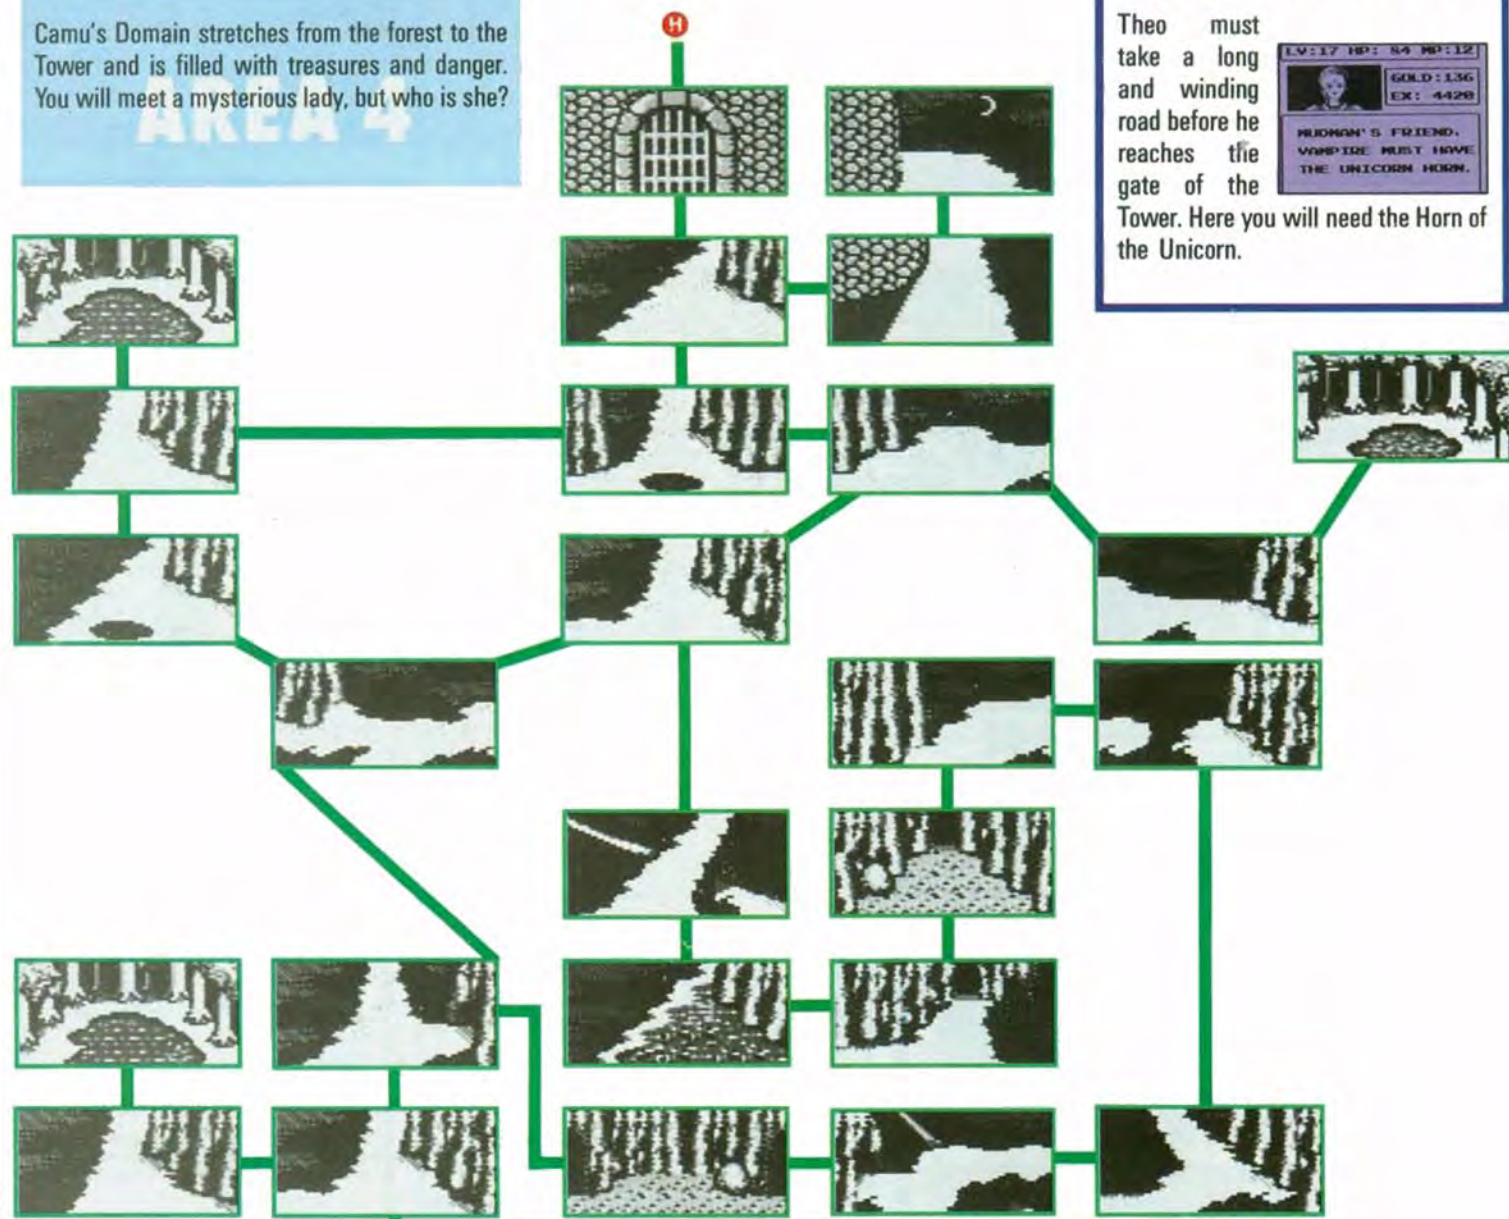 Camu's Domain stretches from the forest to the
Tower and is filled with treasures and danger.
You will meet a mysterious lady, but who is she?
AREA 4
H
Theo must
take a long
and winding
road before he
reaches the
gate of the
Tower. Here you will need the Horn of
the Unicorn.
LV:17 HP: 84 MP:12
GOLD:136
EX: 4420
MUDMAN'S FRIEND.
VAMPIRE MUST HAVE
THE UNICORN HORN.